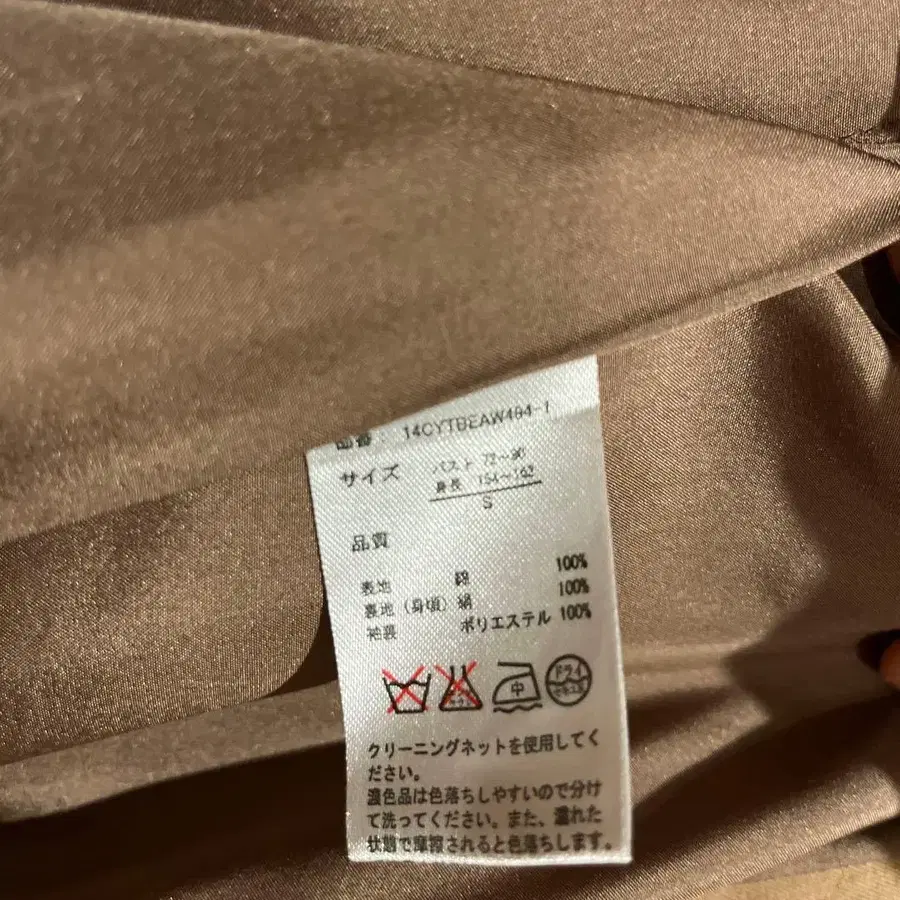 品番： 14CYTBEAW494-1
サイズ バスト 72〜80
身長 154〜162
S
品質
表地 綿 100%
裏地（身頃）絹 100%
袖裏 ポリエステル 100%
中
ドライ
クリーニングネットを使用してく
ださい。
濃色品は色落ちしやすいので分け
て洗ってください。また、濡れた
状態で摩擦されると色落ちします。